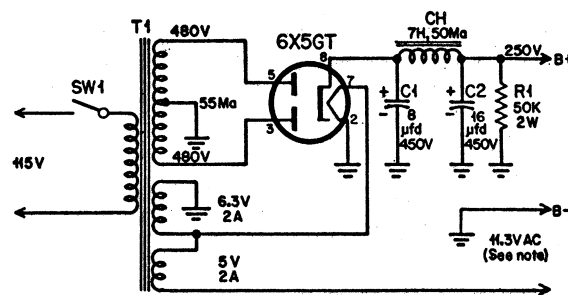 T1
480V
6X5GT
CH
7H, 50Ma
250V
B+
8
5
7
SW1
55Ma
+
C1
+
C2
R1
-
8
-
16
50K
3
2
µfd
µfd
2W
450V
450V
115V
480V
6.3V
2A
B-
11.3VAC
(See note)
5V
2A